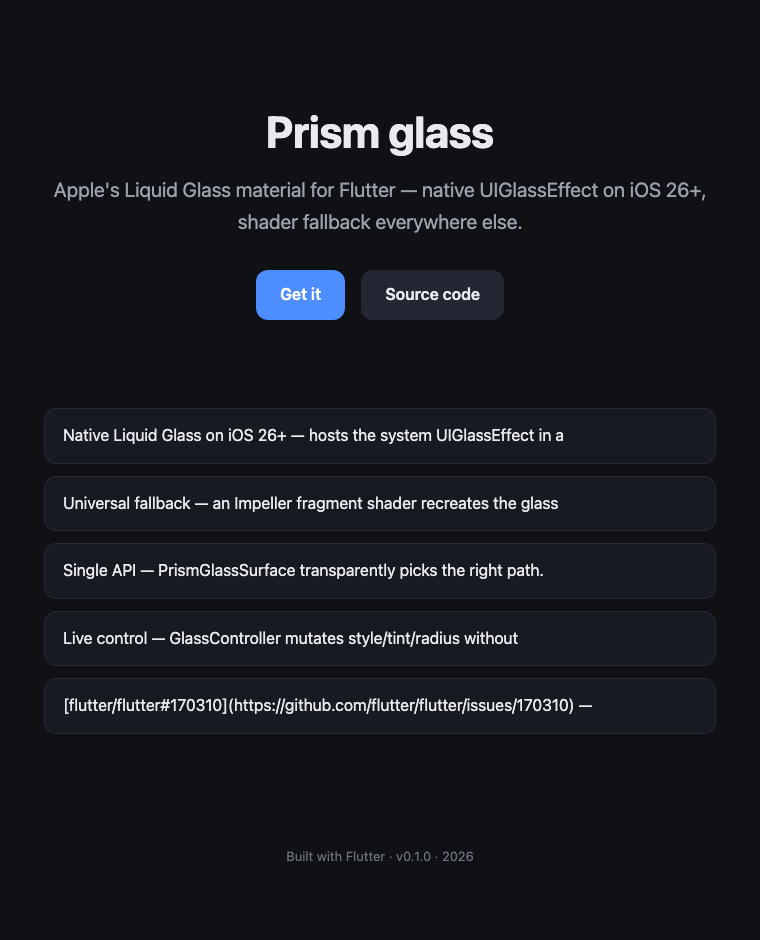 Prism glass
Apple's Liquid Glass material for Flutter — native UIGlassEffect on iOS 26+,
shader fallback everywhere else.
Get it
Source code
Native Liquid Glass on iOS 26+ — hosts the system UIGlassEffect in a
Universal fallback — an Impeller fragment shader recreates the glass
Single API — PrismGlassSurface transparently picks the right path.
Live control — GlassController mutates style/tint/radius without
[flutter/flutter#170310](https://github.com/flutter/flutter/issues/170310) —
Built with Flutter · v0.1.0 · 2026